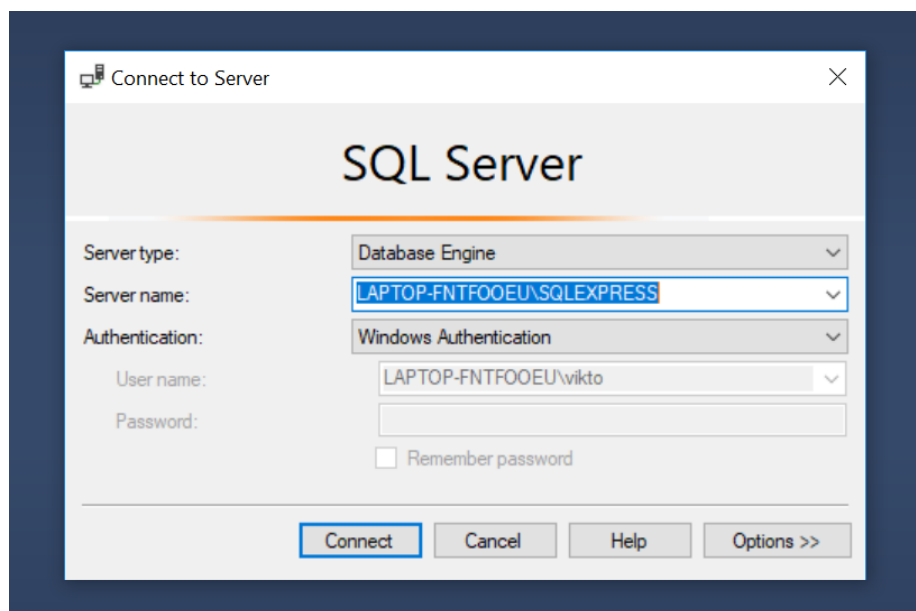 Connect to Server
SQL Server
Server type: Database Engine
Server name: LAPTOP-FNTFOOEU\SQLEXPRESS
Authentication: Windows Authentication
User name: LAPTOP-FNTFOOEU\vikto
Password:
Remember password
Connect Cancel Help Options >>